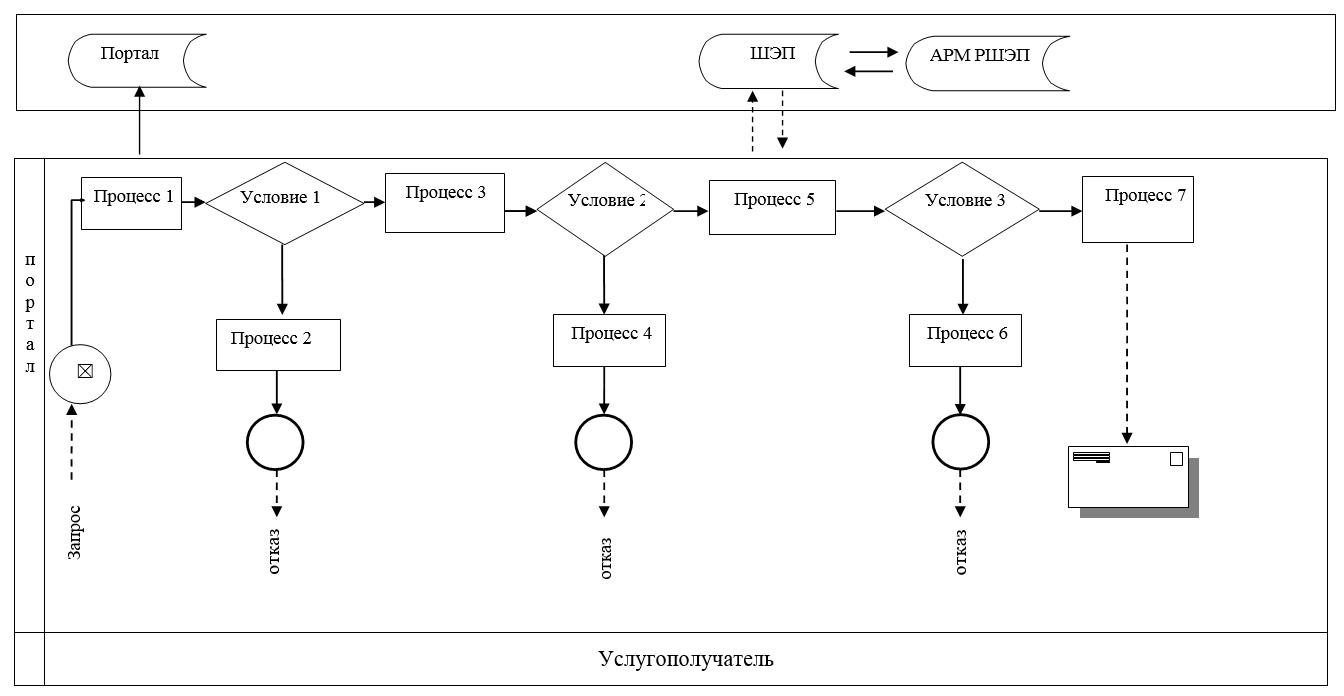 Портал
ШЭП
АРМ РШЭП
портал
Процесс 1
Условие 1
Процесс 3
Условие 2
Процесс 5
Условие 3
Процесс 7
Процесс 2
Процесс 4
Процесс 6
Запрос
отказ
отказ
отказ
Услугополучатель